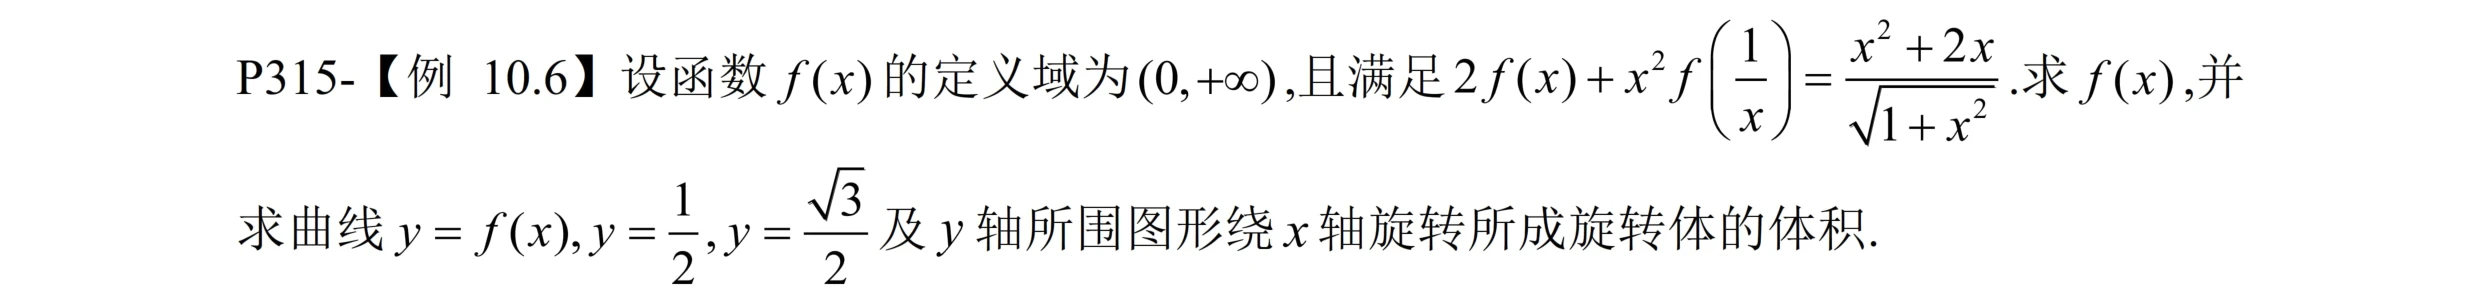 P315-【例 10.6】设函数 $f(x)$ 的定义域为 $(0,+\infty)$,且满足 $2f(x)+x^2f\left(\frac{1}{x}\right)=\frac{x^2+2x}{\sqrt{1+x^2}}$.求 $f(x)$,并
求曲线 $y=f(x),y=\frac{1}{2},y=\frac{\sqrt{3}}{2}$ 及 $y$ 轴所围图形绕 $x$ 轴旋转所成旋转体的体积.